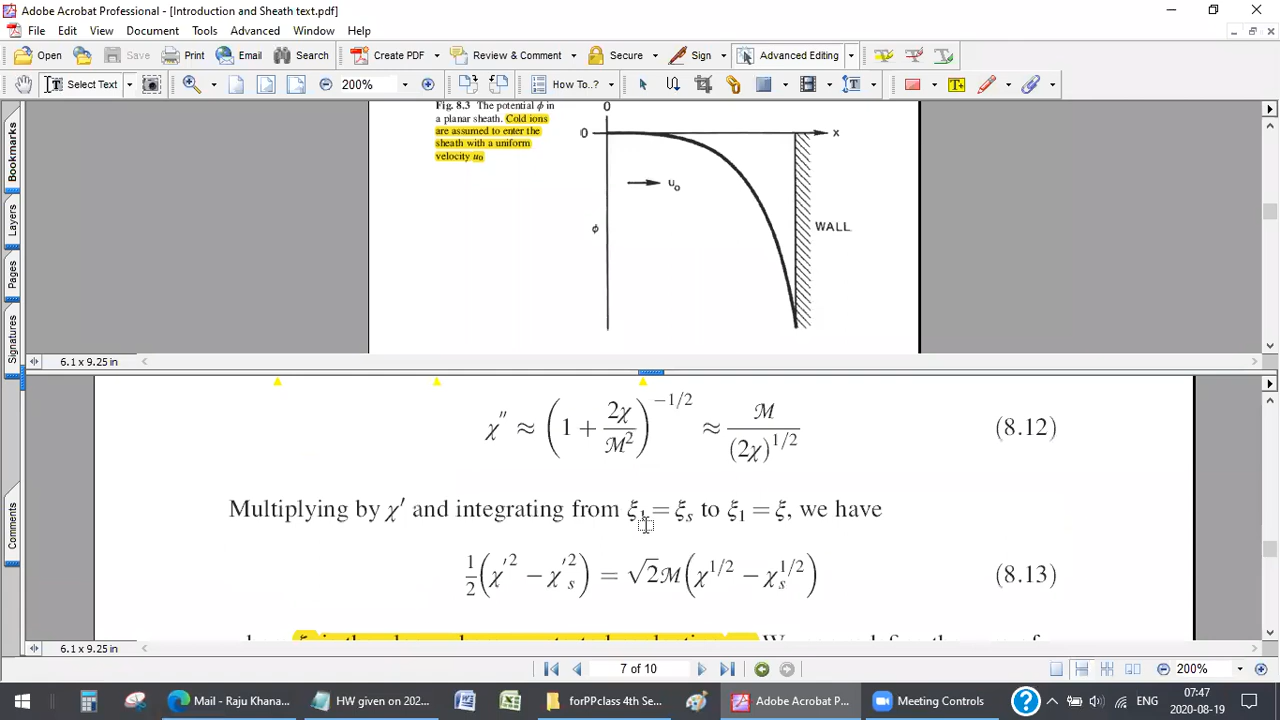 Adobe Acrobat Professional - [Introduction and Sheath text.pdf]
File Edit View Document Tools Advanced Window Help
Open Save Print Email Search Create PDF Review & Comment Secure Sign Advanced Editing
Select Text 200% How To..?
Bookmarks
Layers
Pages
Signatures
Comments
Fig. 8.3 The potential ϕ in
a planar sheath. Cold ions
are assumed to enter the
sheath with a uniform
velocity u₀
0
0
x
u₀
ϕ
WALL
6.1 x 9.25 in
χ″ ≈ (1 + 2χ/ℳ²)^−1/2 ≈ ℳ/(2χ)^1/2 (8.12)
Multiplying by χ′ and integrating from ξ₁ = ξₛ to ξ₁ = ξ, we have
1/2(χ′² − χ′ₛ²) = √2ℳ(χ^1/2 − χₛ^1/2) (8.13)
6.1 x 9.25 in
7 of 10 200%
Mail - Raju Khana... HW given on 202... forPPclass 4th Se... Adobe Acrobat P... Meeting Controls ENG 07:47
2020-08-19